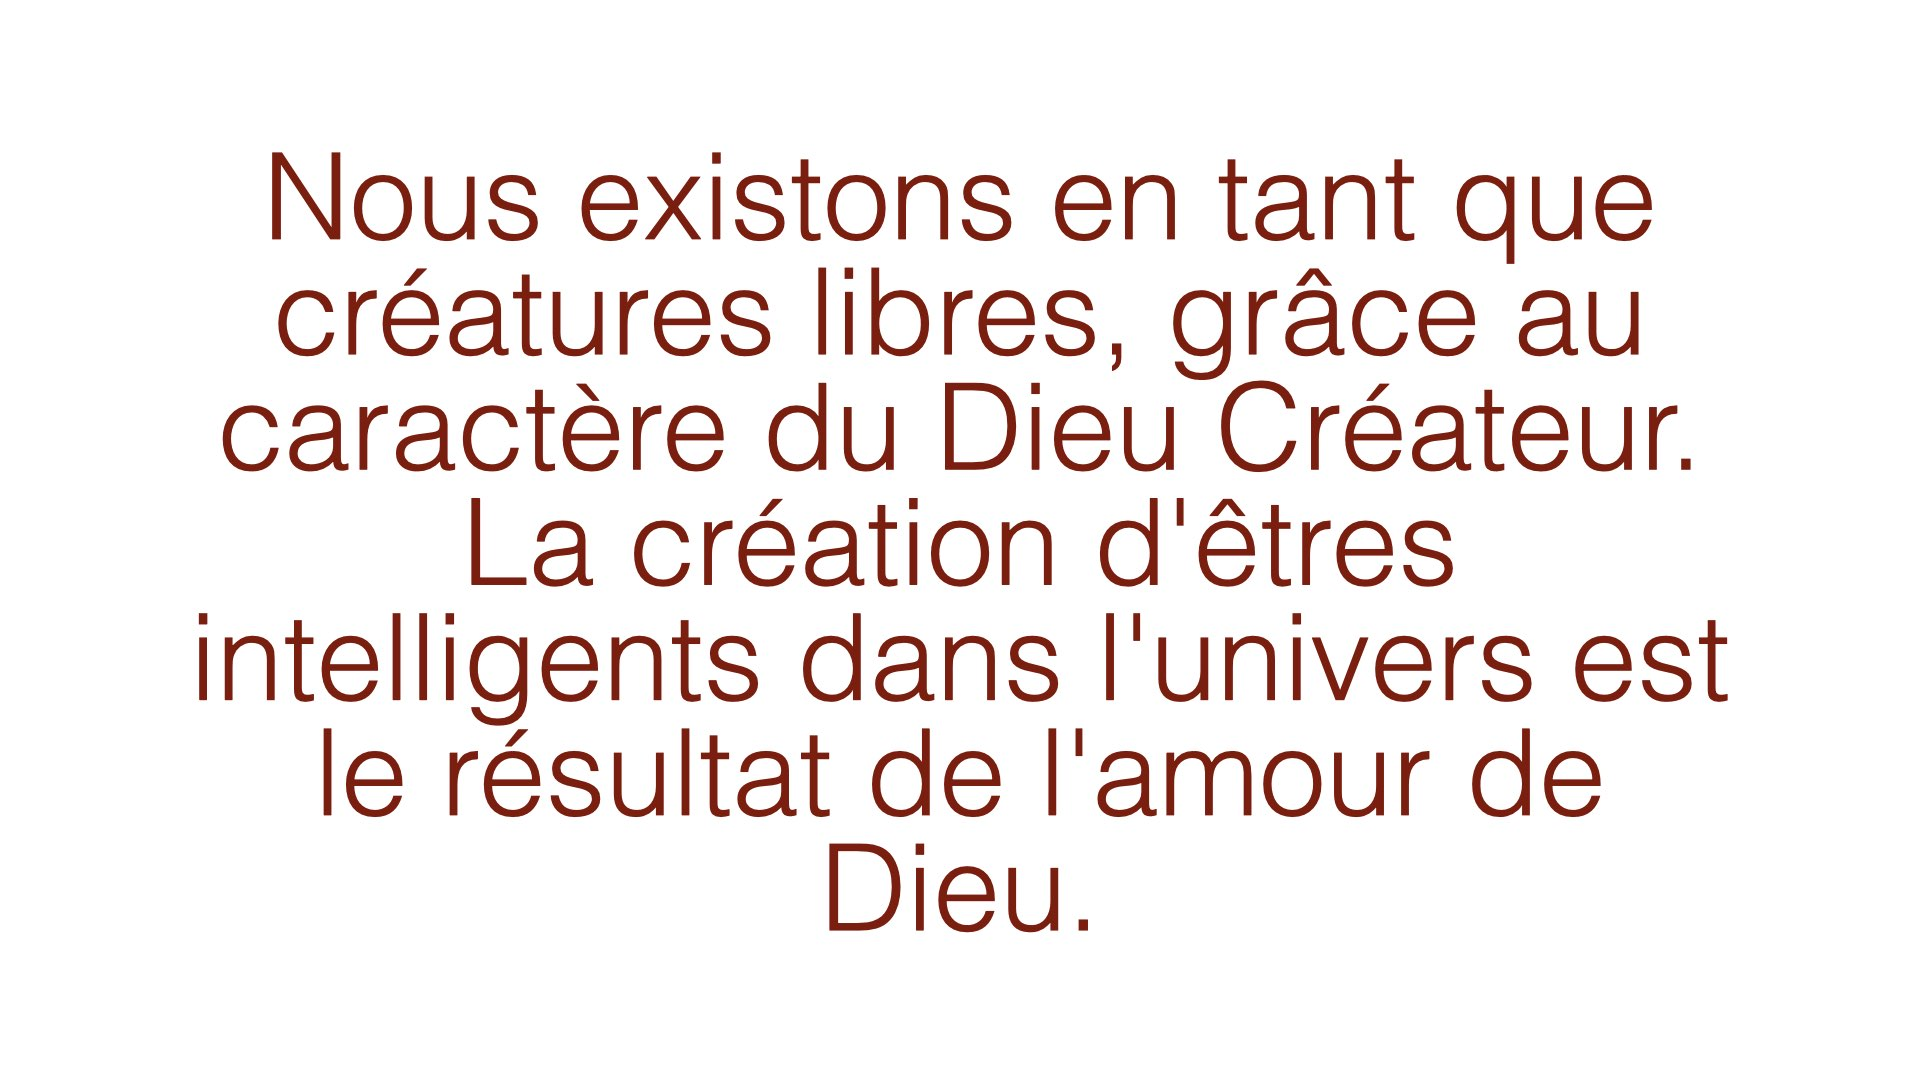 Nous existons en tant que
créatures libres, grâce au
caractère du Dieu Créateur.
La création d'êtres
intelligents dans l'univers est
le résultat de l'amour de
Dieu.